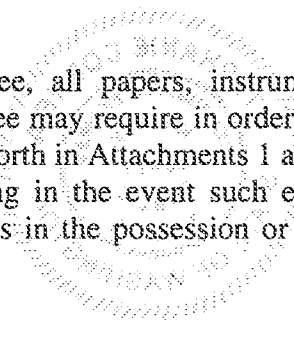 ee, all papers, instrun
ee may require in order
orth in Attachments 1 a
ng in the event such e
s in the possession or